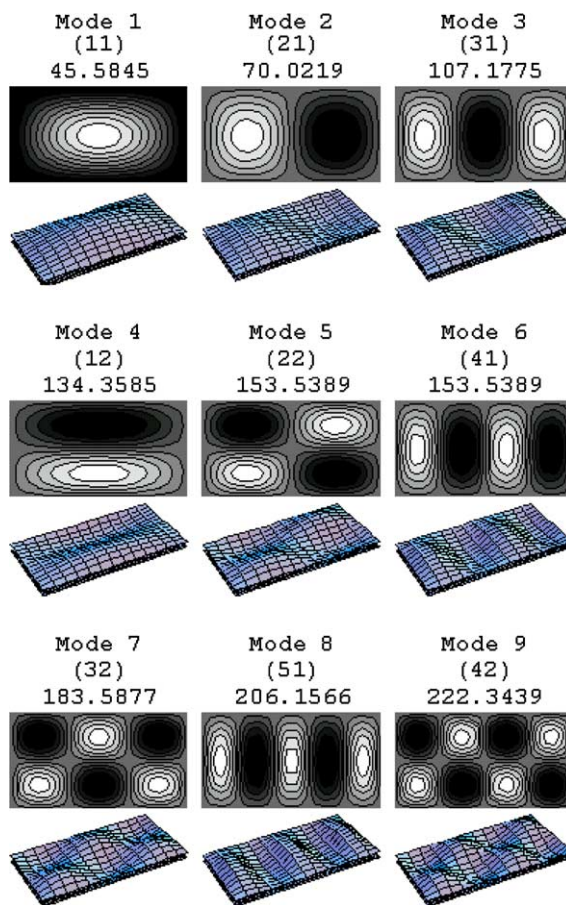 Mode 1
(11)
45.5845
Mode 2
(21)
70.0219
Mode 3
(31)
107.1775
Mode 4
(12)
134.3585
Mode 5
(22)
153.5389
Mode 6
(41)
153.5389
Mode 7
(32)
183.5877
Mode 8
(51)
206.1566
Mode 9
(42)
222.3439